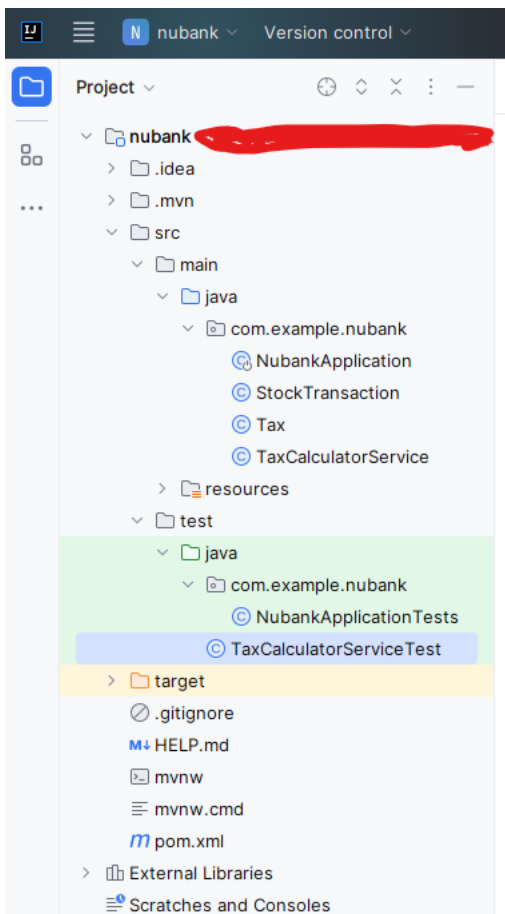 IJ N nubank Version control
Project
nubank
.idea
.mvn
src
main
java
com.example.nubank
NubankApplication
StockTransaction
Tax
TaxCalculatorService
resources
test
java
com.example.nubank
NubankApplicationTests
TaxCalculatorServiceTest
target
.gitignore
M↓ HELP.md
mvnw
mvnw.cmd
m pom.xml
External Libraries
Scratches and Consoles